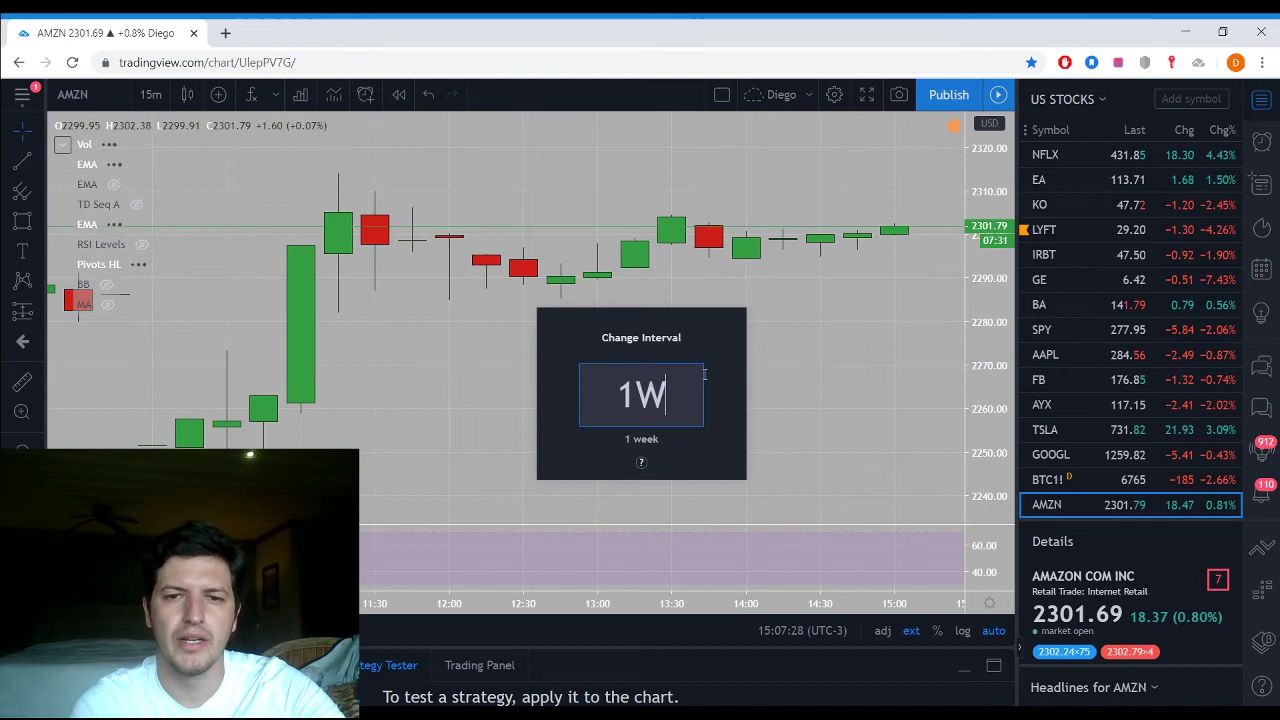 AMZN 2301.69 ▲ +0.8% Diego
tradingview.com/chart/UlepPV7G/
D
1
AMZN 15m
Diego
Publish
O2299.95 H2302.38 L2299.91 C2301.79 +1.60 (+0.07%)
USD
Vol
EMA
EMA
TD Seq A
EMA
RSI Levels
Pivots HL
BB
MA
2320.00
2310.00
2301.79
07:31
2290.00
2280.00
2270.00
2260.00
2250.00
2240.00
60.00
40.00
Change Interval
1W
1 week
?
11:30 12:00 12:30 13:00 13:30 14:00 14:30 15:00
15:07:28 (UTC-3) adj ext % log auto
tegy Tester Trading Panel
To test a strategy, apply it to the chart.
US STOCKS Add symbol
Symbol Last Chg Chg%
NFLX 431.85 18.30 4.43%
EA 113.71 1.68 1.50%
KO 47.72 −1.20 −2.45%
LYFT 29.20 −1.30 −4.26%
IRBT 47.50 −0.92 −1.90%
GE 6.42 −0.51 −7.43%
BA 141.79 0.79 0.56%
SPY 277.95 −5.84 −2.06%
AAPL 284.56 −2.49 −0.87%
FB 176.85 −1.32 −0.74%
AYX 117.15 −2.41 −2.02%
TSLA 731.82 21.93 3.09%
GOOGL 1259.82 −5.41 −0.43%
BTC1! D 6765 −185 −2.66%
AMZN 2301.79 18.47 0.81%
912
110
Details
AMAZON COM INC
7
Retail Trade: Internet Retail
2301.69 18.37 (0.80%)
market open
2302.24×75 2302.79×4
Headlines for AMZN